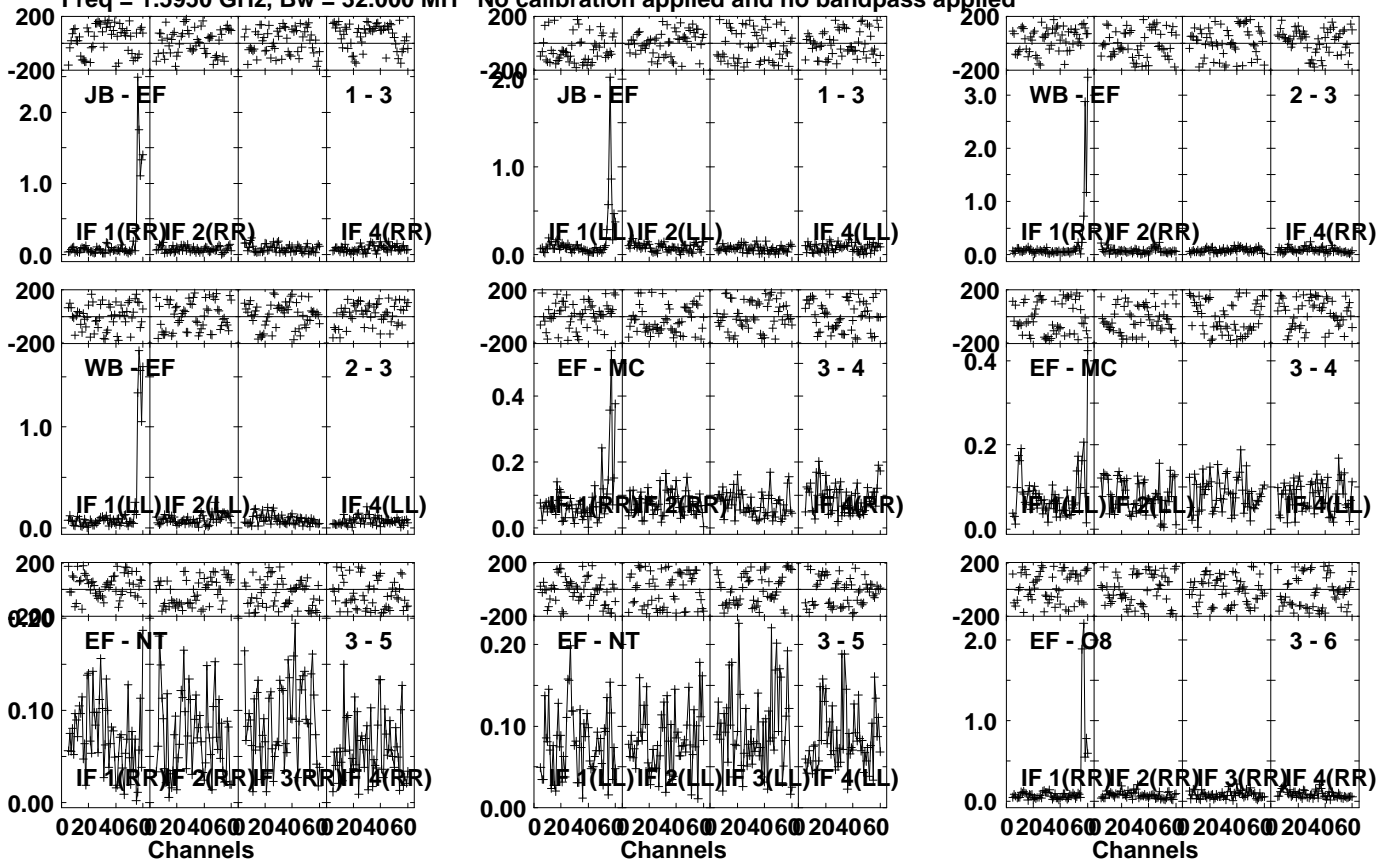 Freq = 1.5950 GHz, Bw = 32.000 MH No calibration applied and no bandpass applied
200 200 200
-200 -200 -200
JB - EF 1 - 3 JB - EF 1 - 3 WB - EF 2 - 3
2.0 2.0 3.0
1.0 1.0 2.0
1.0
IF 1(RR) IF 2(RR) IF 4(RR) IF 1(LL) IF 2(LL) IF 4(LL) IF 1(RR) IF 2(RR) IF 4(RR)
0.0 0.0 0.0
200 200 200
-200 -200 -200
WB - EF 2 - 3 EF - MC 3 - 4 EF - MC 3 - 4
1.0 0.4 0.4
0.2 0.2
IF 1(LL) IF 2(LL) IF 4(LL) IF 1(RR) IF 2(RR) IF 4(RR) IF 1(LL) IF 2(LL) IF 4(LL)
0.0 0.0 0.0
200 200 200
-200 -200 -200
0.20 EF - NT 3 - 5 0.20 EF - NT 3 - 5 2.0 EF - O8 3 - 6
0.10 0.10 1.0
IF 1(RR) IF 2(RR) IF 3(RR) IF 4(RR) IF 1(LL) IF 2(LL) IF 3(LL) IF 4(LL) IF 1(RR) IF 2(RR) IF 3(RR) IF 4(RR)
0.00 0.00 0.0
0 20 40 60 0 20 40 60 0 20 40 60 0 20 40 60 0 20 40 60 0 20 40 60 0 20 40 60 0 20 40 60 0 20 40 60 0 20 40 60 0 20 40 60 0 20 40 60
Channels Channels Channels